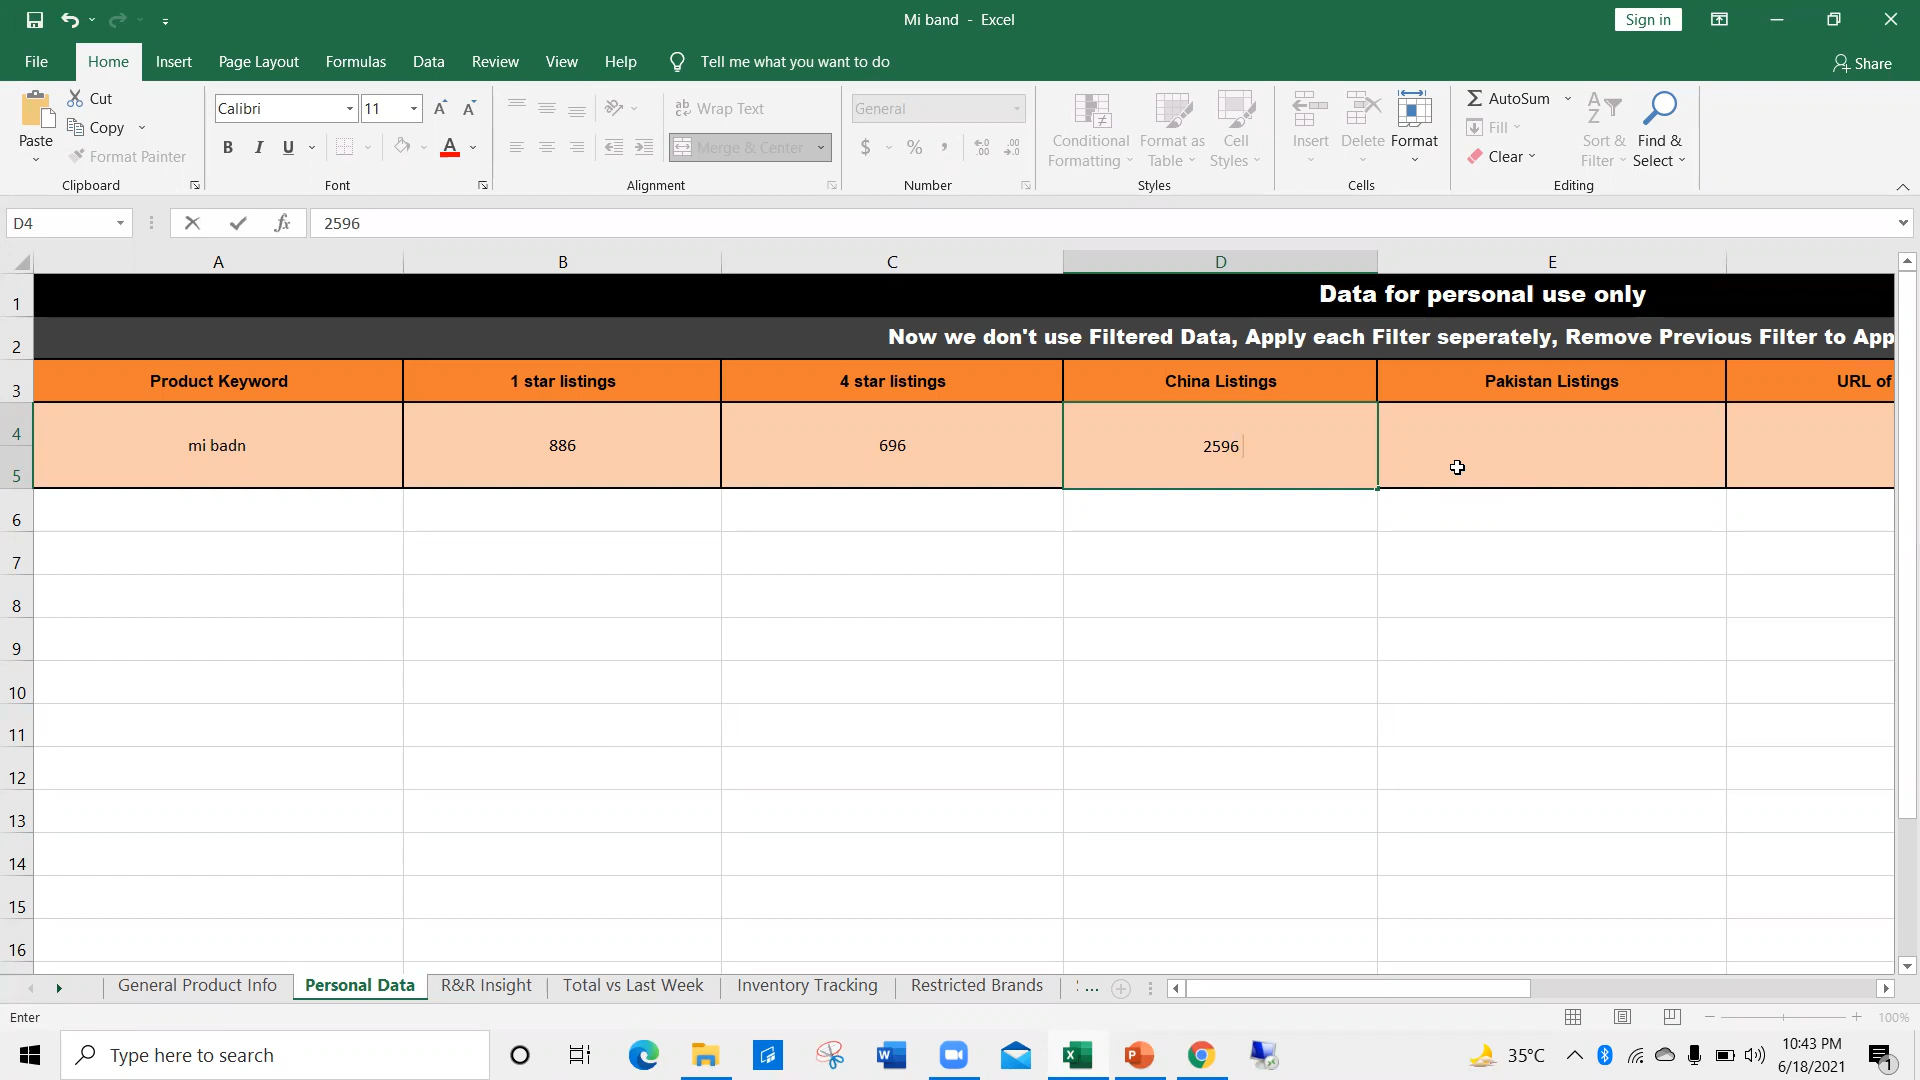 Mi band - Excel
Sign in
File Home Insert Page Layout Formulas Data Review View Help Tell me what you want to do
Share
Paste
Cut
Copy
Format Painter
Clipboard
Calibri 11 A A
B I U A
Font
ab Wrap Text
Merge & Center
Alignment
General
$ % ,
Number
Conditional Formatting
Format as Table
Cell Styles
Styles
Insert
Delete
Format
Cells
AutoSum
Fill
Clear
Sort & Filter
Find & Select
Editing
D4 fx 2596
A B C D E
1 Data for personal use only
2 Now we don't use Filtered Data, Apply each Filter seperately, Remove Previous Filter to App
3 Product Keyword 1 star listings 4 star listings China Listings Pakistan Listings URL of
4 mi badn 886 696 2596
5
6
7
8
9
10
11
12
13
14
15
16
General Product Info Personal Data R&R Insight Total vs Last Week Inventory Tracking Restricted Brands ...
Enter
100%
Type here to search
35°C
10:43 PM
6/18/2021
1